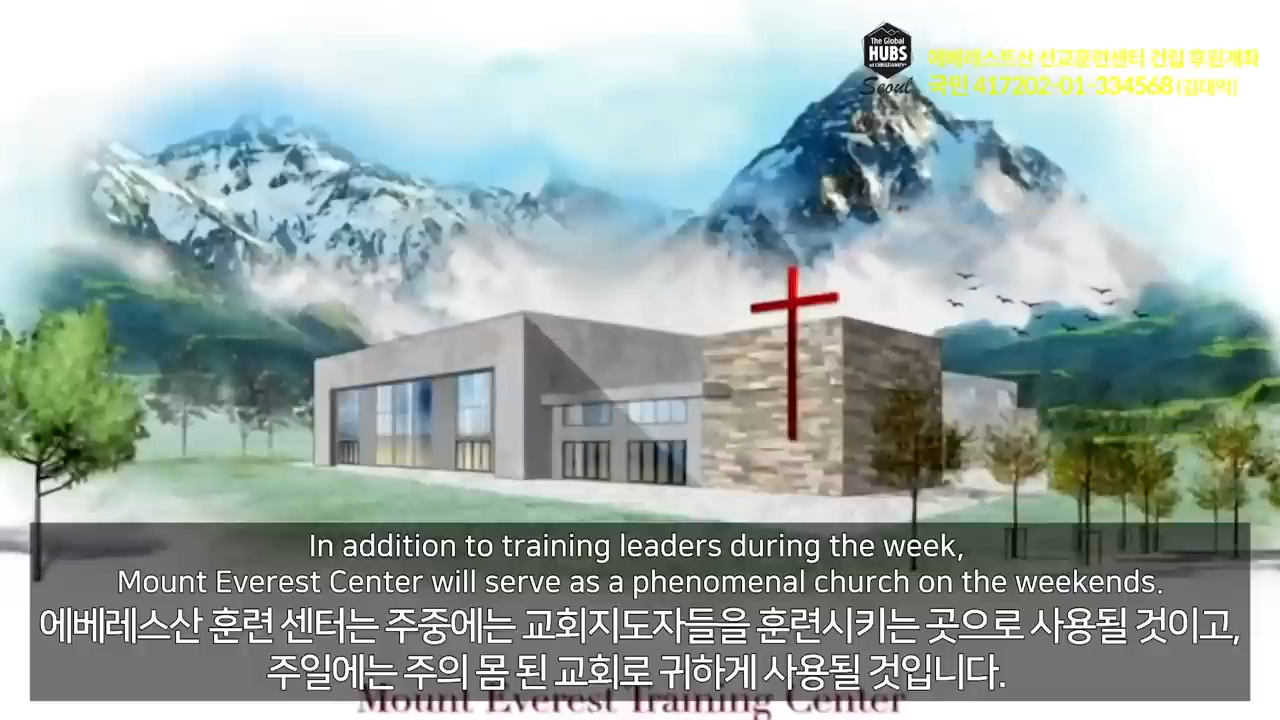 The Global
HUBS
of CHRISTIANITY
Seoul
에베레스트산 선교훈련센터 건립 후원계좌
국민 417202-01-334568 (김대억)
In addition to training leaders during the week,
Mount Everest Center will serve as a phenomenal church on the weekends.
에베레스산 훈련 센터는 주중에는 교회지도자들을 훈련시키는 곳으로 사용될 것이고,
주일에는 주의 몸 된 교회로 귀하게 사용될 것입니다.
Mount Everest Training Center